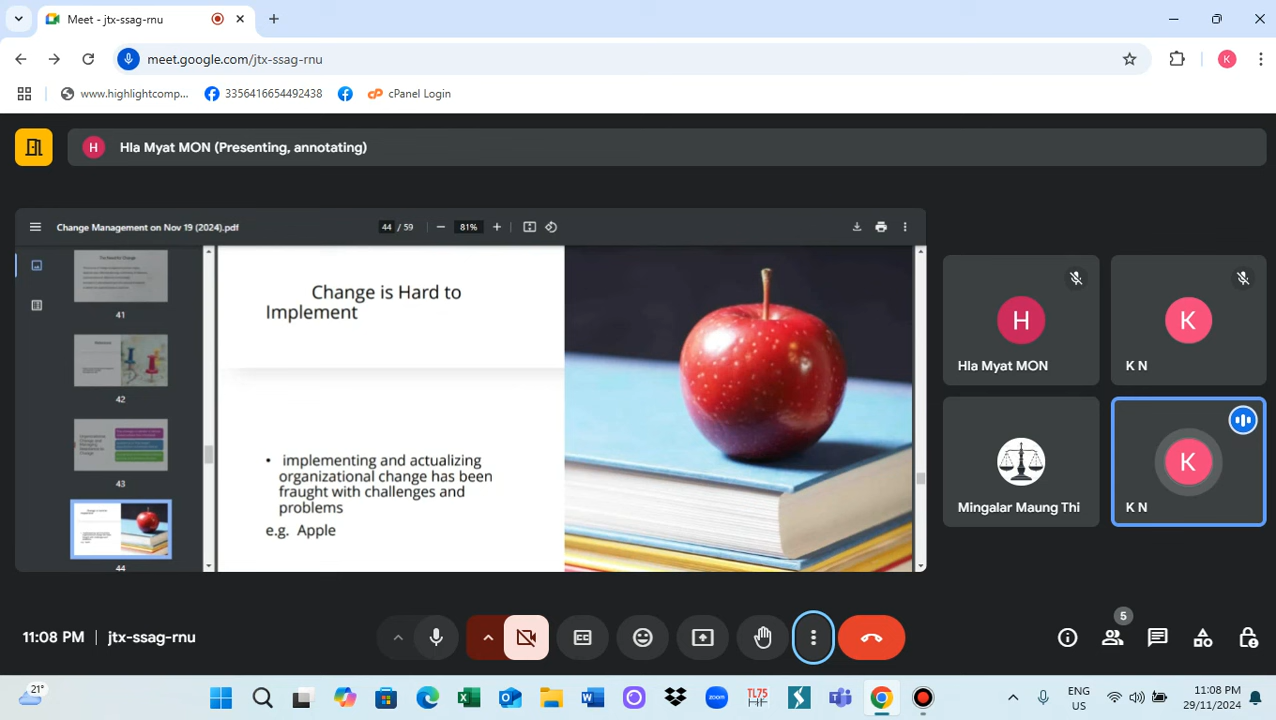 Meet - jtx-ssag-rnu
meet.google.com/jtx-ssag-rnu
K
www.highlightcomp...
3356416654492438
cPanel Login
H
Hla Myat MON (Presenting, annotating)
Change Management on Nov 19 (2024).pdf
44 / 59
81%
41
42
43
44
Change is Hard to
Implement
• implementing and actualizing
organizational change has been
fraught with challenges and
problems
e.g. Apple
H
Hla Myat MON
K
K N
Mingalar Maung Thi
K
K N
11:08 PM
jtx-ssag-rnu
5
21°
zoom
TL75
ENG
US
11:08 PM
29/11/2024